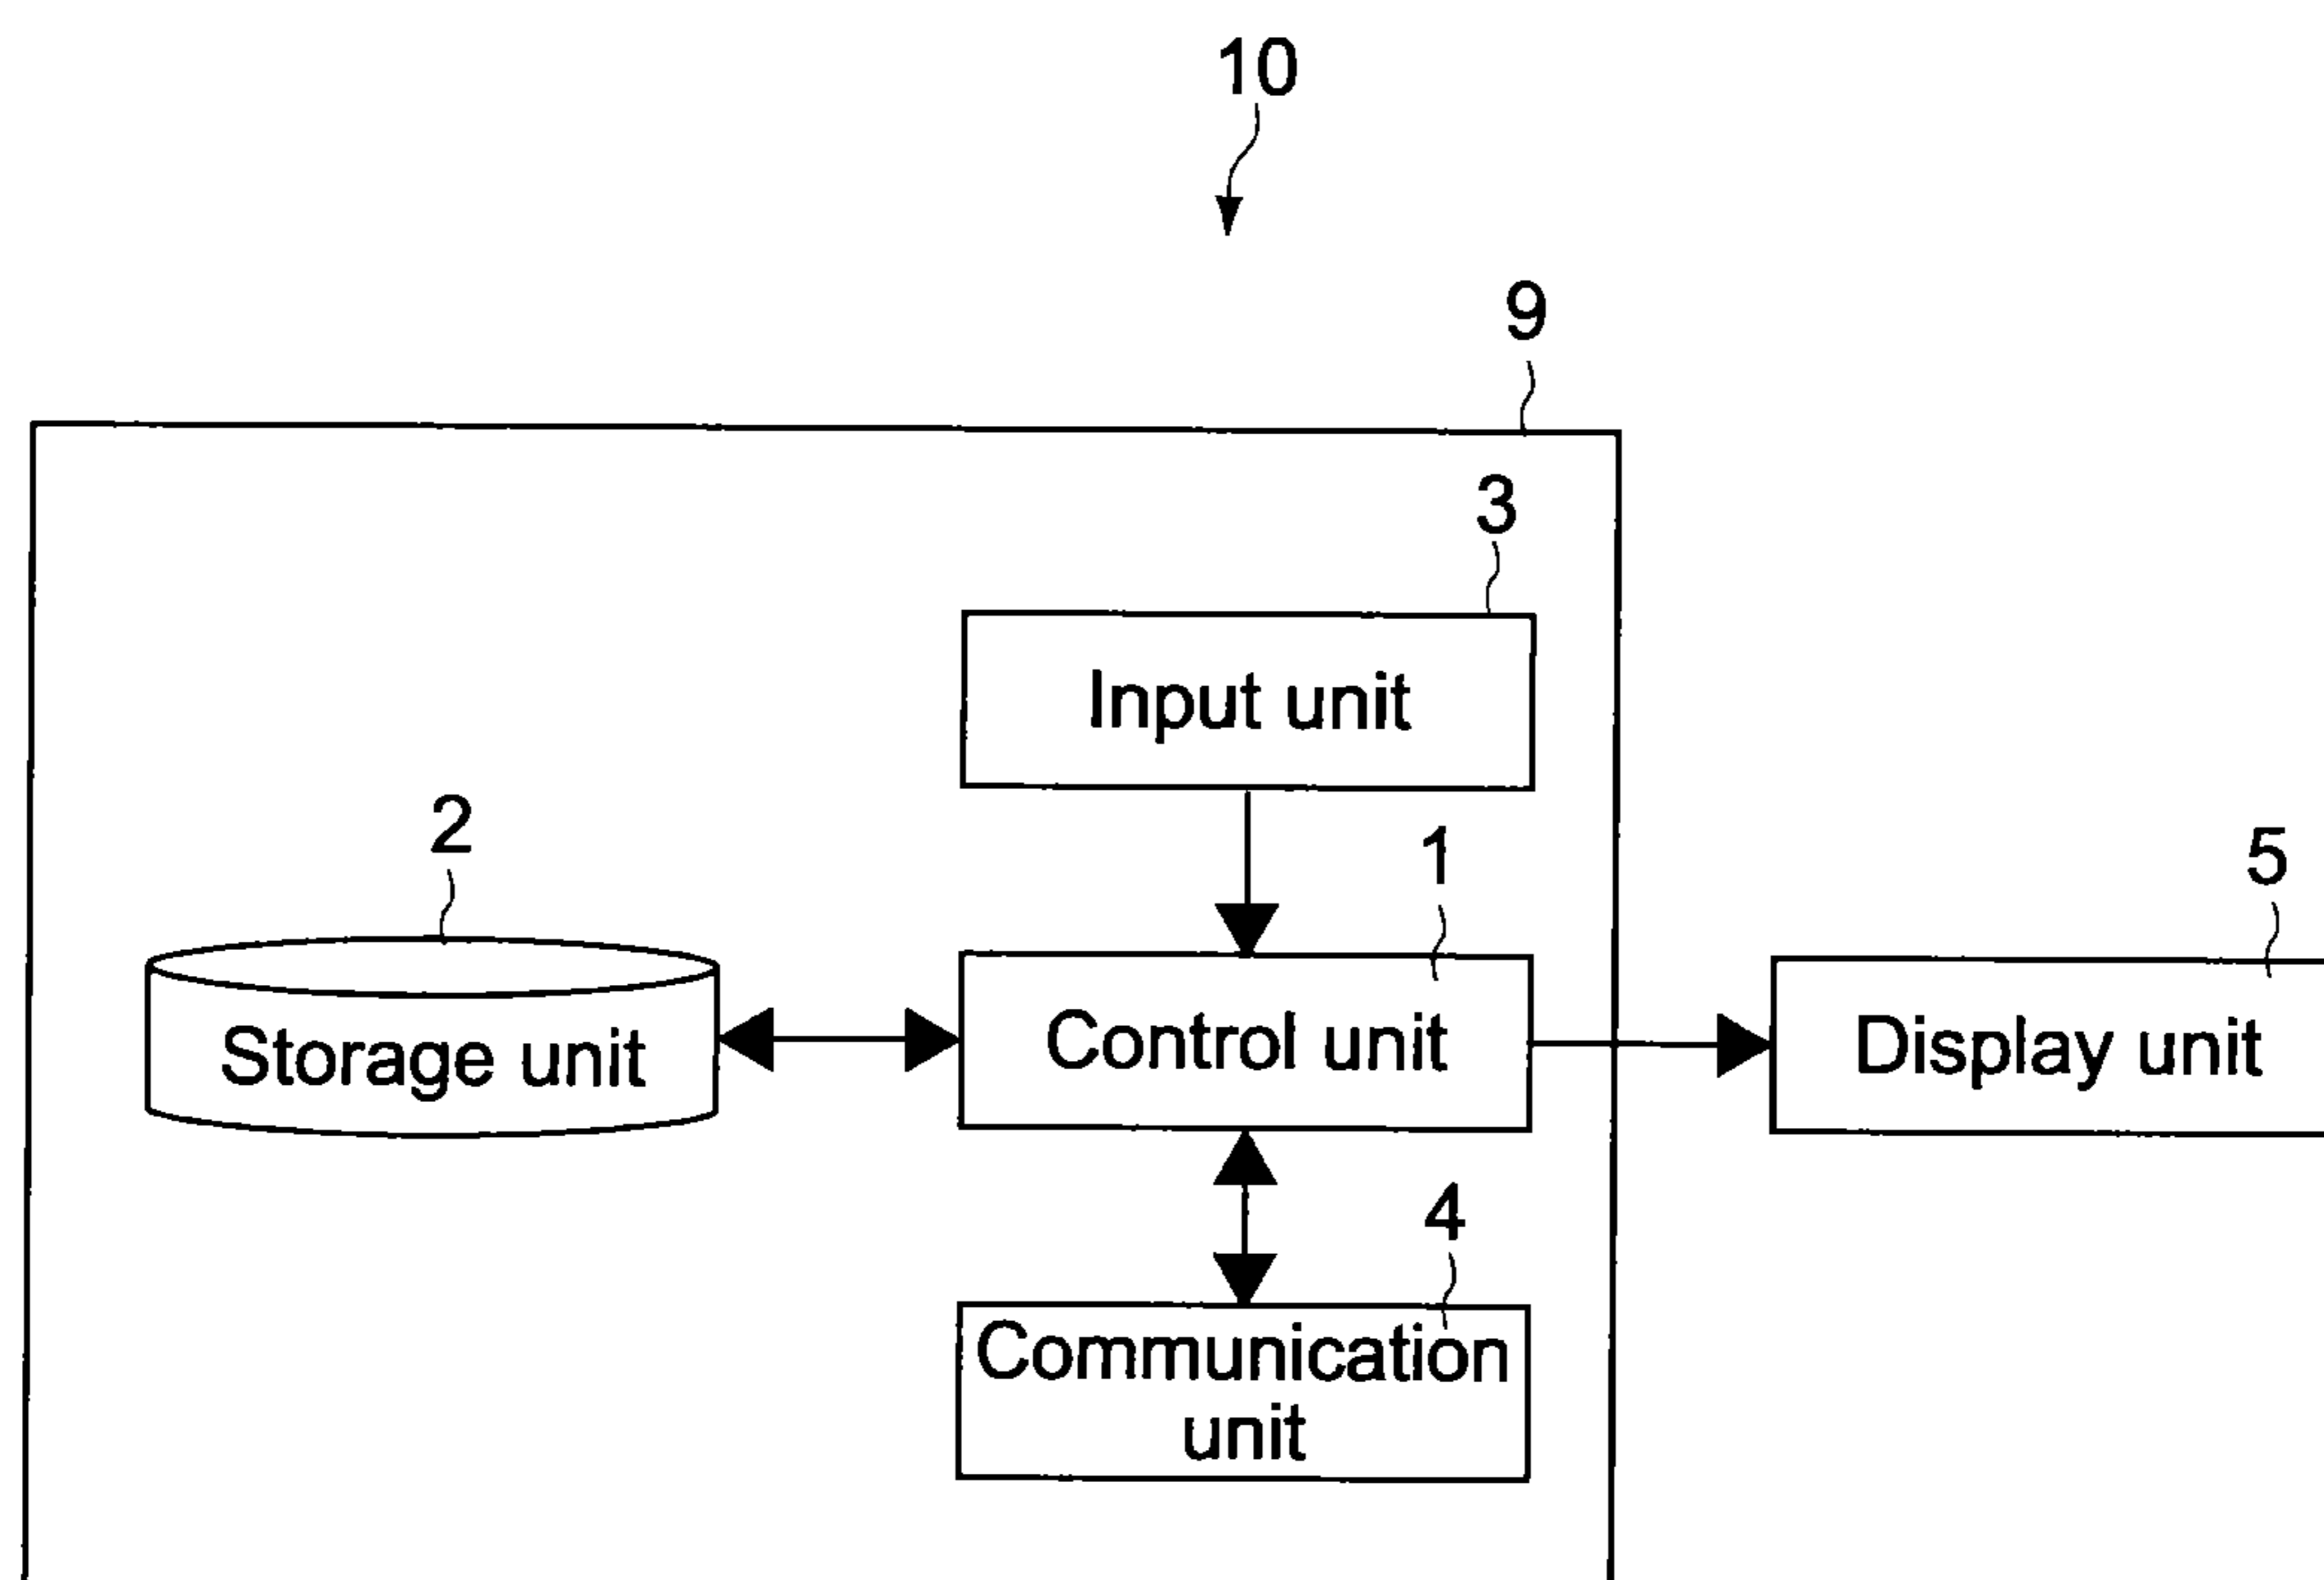 10
9
3
Input unit
2
1
5
Storage unit
Control unit
Display unit
4
Communication
unit